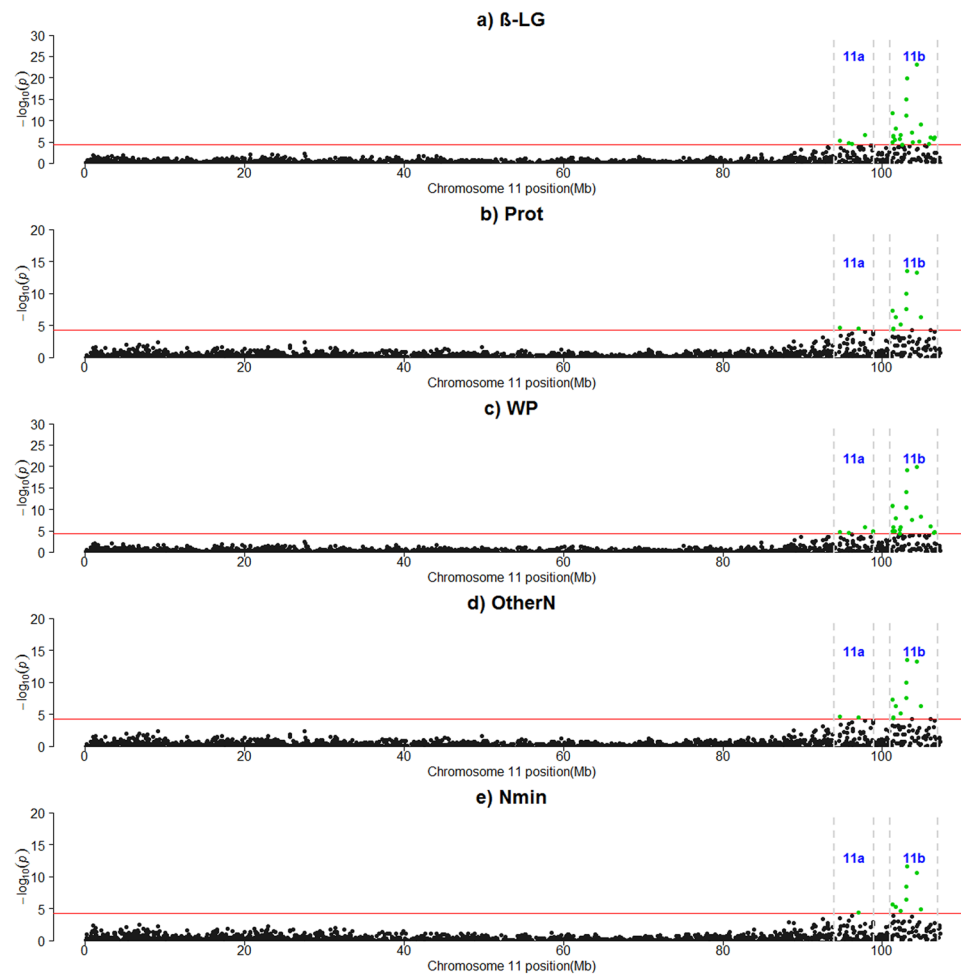 a) ß-LG
30
25
20
15
10
5
0
−log10(p)
11a 11b
0 20 40 60 80 100
Chromosome 11 position(Mb)
b) Prot
20
15
10
5
0
−log10(p)
11a 11b
0 20 40 60 80 100
Chromosome 11 position(Mb)
c) WP
30
25
20
15
10
5
0
−log10(p)
11a 11b
0 20 40 60 80 100
Chromosome 11 position(Mb)
d) OtherN
20
15
10
5
0
−log10(p)
11a 11b
0 20 40 60 80 100
Chromosome 11 position(Mb)
e) Nmin
20
15
10
5
0
−log10(p)
11a 11b
0 20 40 60 80 100
Chromosome 11 position(Mb)